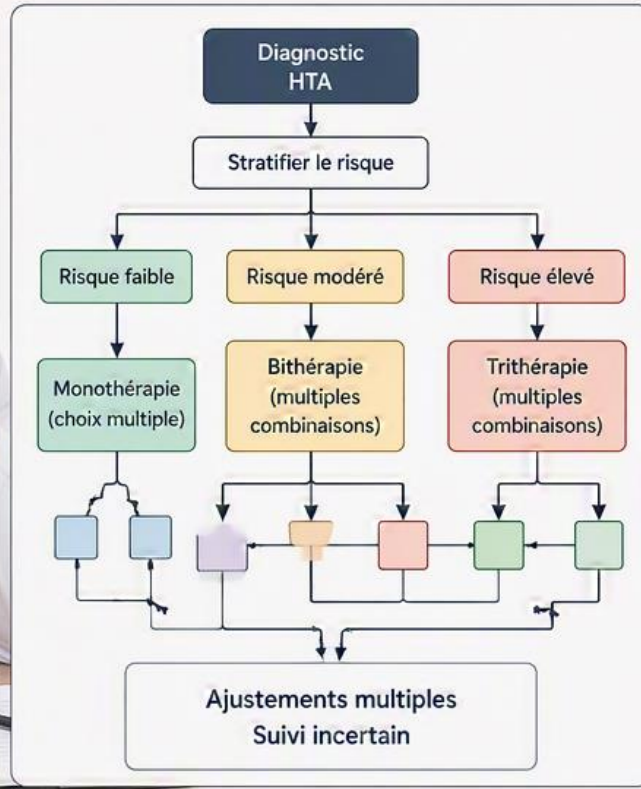 Diagnostic
HTA
Stratifier le risque
Risque faible
Risque modéré
Risque élevé
Monothérapie
(choix multiple)
Bithérapie
(multiples
combinaisons)
Trithérapie
(multiples
combinaisons)
Ajustements multiples
Suivi incertain